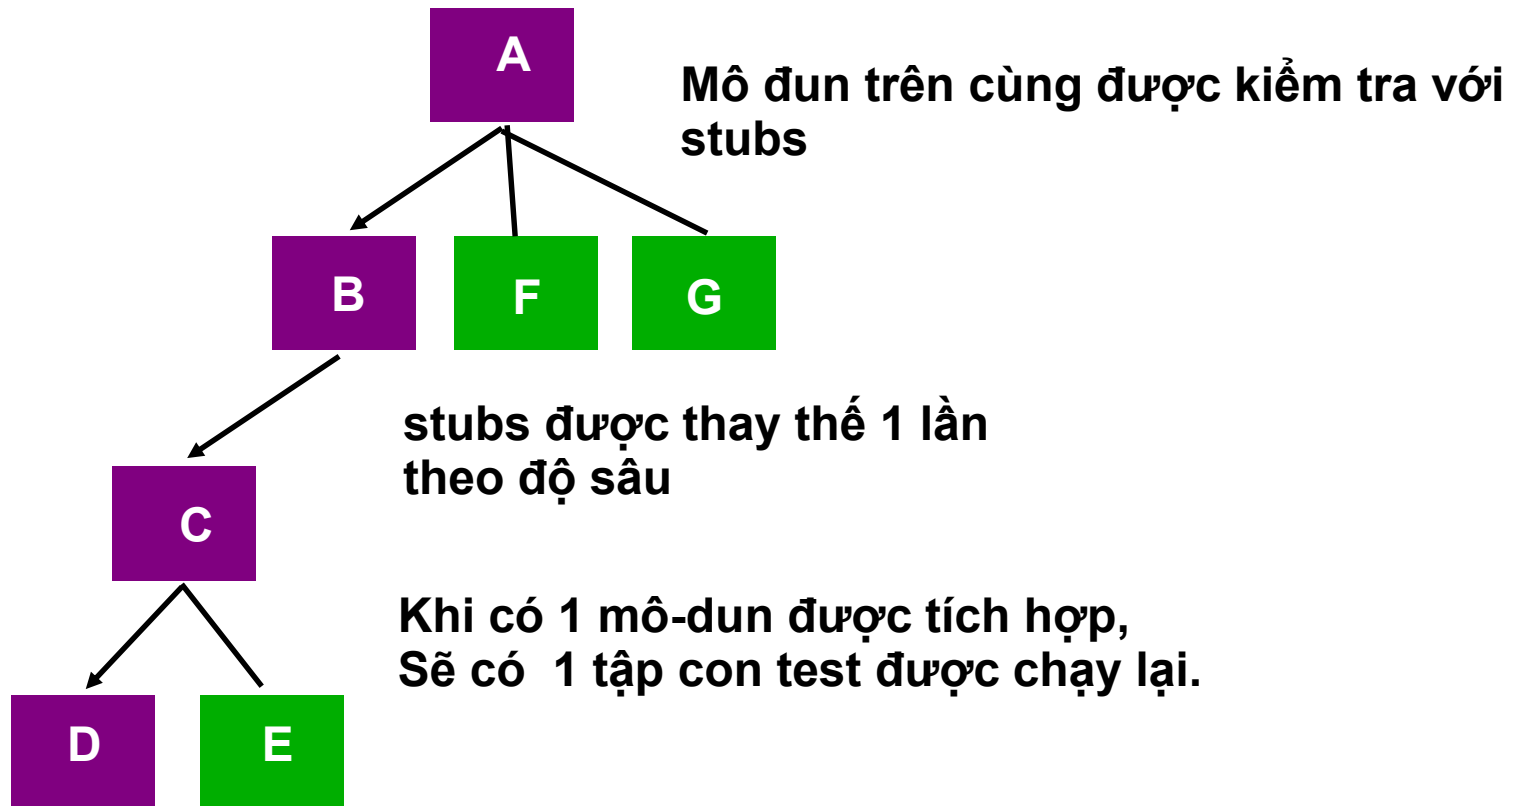 A
Mô đun trên cùng được kiểm tra với
stubs
B
F
G
stubs được thay thế 1 lần
theo độ sâu
C
Khi có 1 mô-dun được tích hợp,
Sẽ có 1 tập con test được chạy lại.
D
E